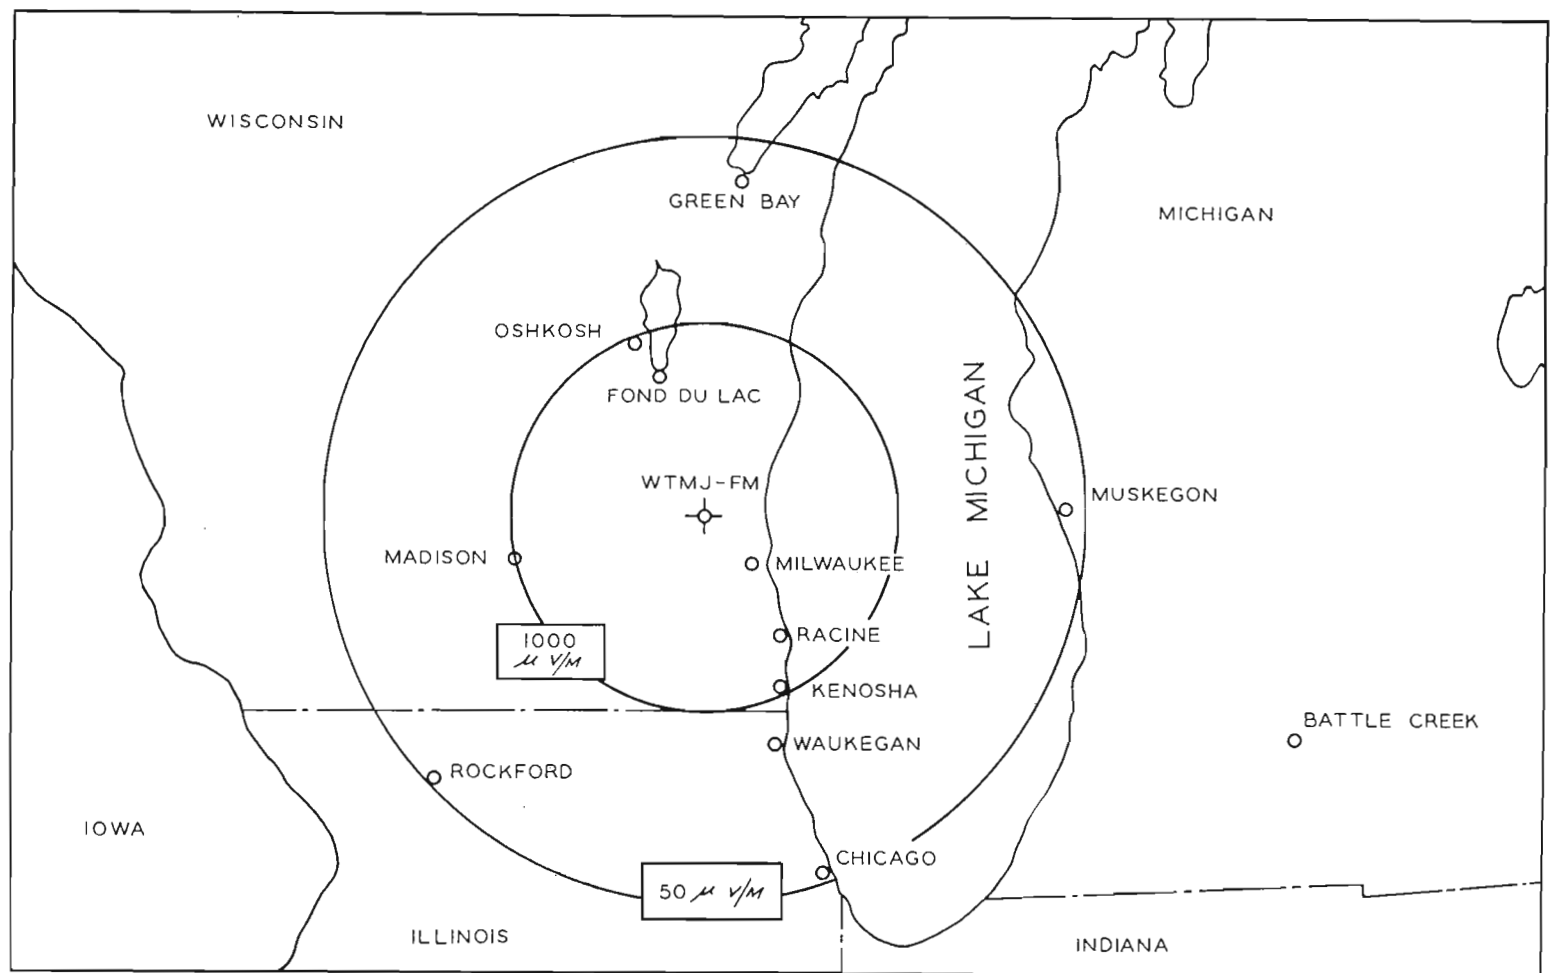 WISCONSIN
GREEN BAY
MICHIGAN
OSHKOSH
FOND DU LAC
LAKE MICHIGAN
WTMJ-FM
MUSKEGON
MADISON
MILWAUKEE
1000
μ V/M
RACINE
KENOSHA
BATTLE CREEK
WAUKEGAN
ROCKFORD
IOWA
CHICAGO
50 μ V/M
ILLINOIS
INDIANA